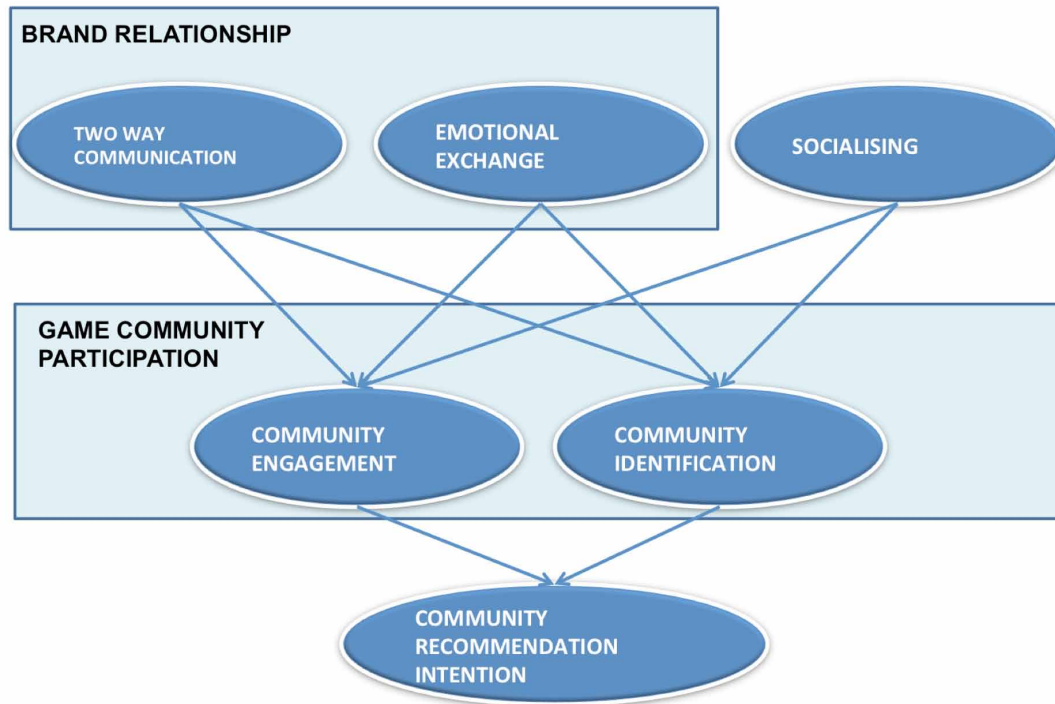 BRAND RELATIONSHIP
TWO WAY
COMMUNICATION
EMOTIONAL
EXCHANGE
SOCIALISING
GAME COMMUNITY
PARTICIPATION
COMMUNITY
ENGAGEMENT
COMMUNITY
IDENTIFICATION
COMMUNITY
RECOMMENDATION
INTENTION